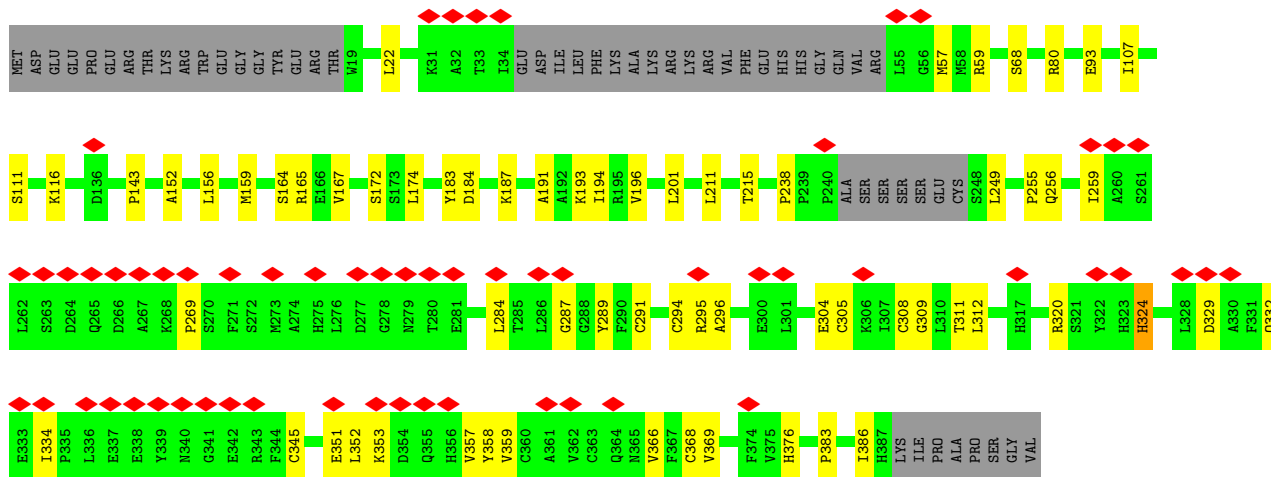 MET ASP GLU GLU PRO GLU ARG THR LYS ARG TRP GLU GLY GLY TYR GLU ARG THR W19 L22 K31 A32 T33 I34 GLU ASP ILE LEU PHE LYS ALA LYS ARG LYS ARG VAL PHE GLU HIS HIS GLY GLN VAL ARG L55 G56 M57 M58 R59 S68 R80 E93 I107
S111 K116 D136 P143 A152 L156 M159 S164 R165 E166 V167 S172 S173 L174 Y183 D184 K187 A191 A192 K193 I194 R195 V196 L201 L211 T215 P238 P239 P240 ALA SER SER SER SER GLU CYS S248 L249 P255 Q256 I259 A260 S261
L262 S263 D264 Q265 D266 A267 K268 P269 S270 F271 S272 M273 A274 H275 L276 D277 G278 N279 T280 E281 L284 T285 L286 G287 G288 Y289 F290 C291 C294 R295 A296 E300 L301 E304 C305 K306 I307 C308 G309 L310 T311 L312 H317 R320 S321 Y322 H323 H324 L328 D329 A330 F331 Q332
E333 I334 P335 L336 E337 E338 Y339 N340 G341 E342 R343 F344 C345 E351 L352 K353 D354 Q355 H356 V357 Y358 V359 C360 A361 V362 C363 Q364 N365 V366 F367 C368 V369 F374 V375 H376 P383 I386 H387 LYS ILE PRO ALA PRO SER GLY VAL